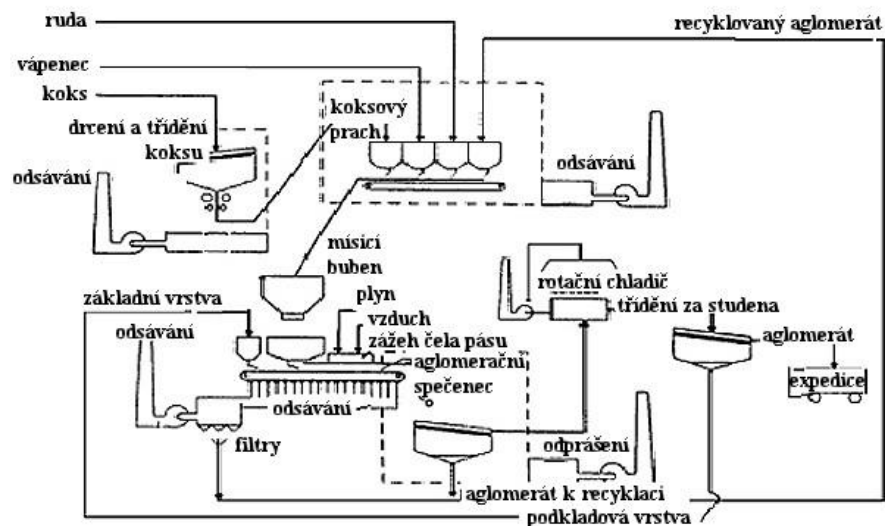 ruda
recyklovaný aglomerát
vápenec
koks
koksový
prach
drcení a třídění
koksu
odsávání
odsávání
mísicí
buben
rotační chladič
plyn
třídění za studena
základní vrstva
vzduch
odsávání
zážeh čela pásu
aglomerát
aglomerační
spečenec
expedice
odsávání
filtry
odprášení
aglomerát k recyklaci
podkladová vrstva